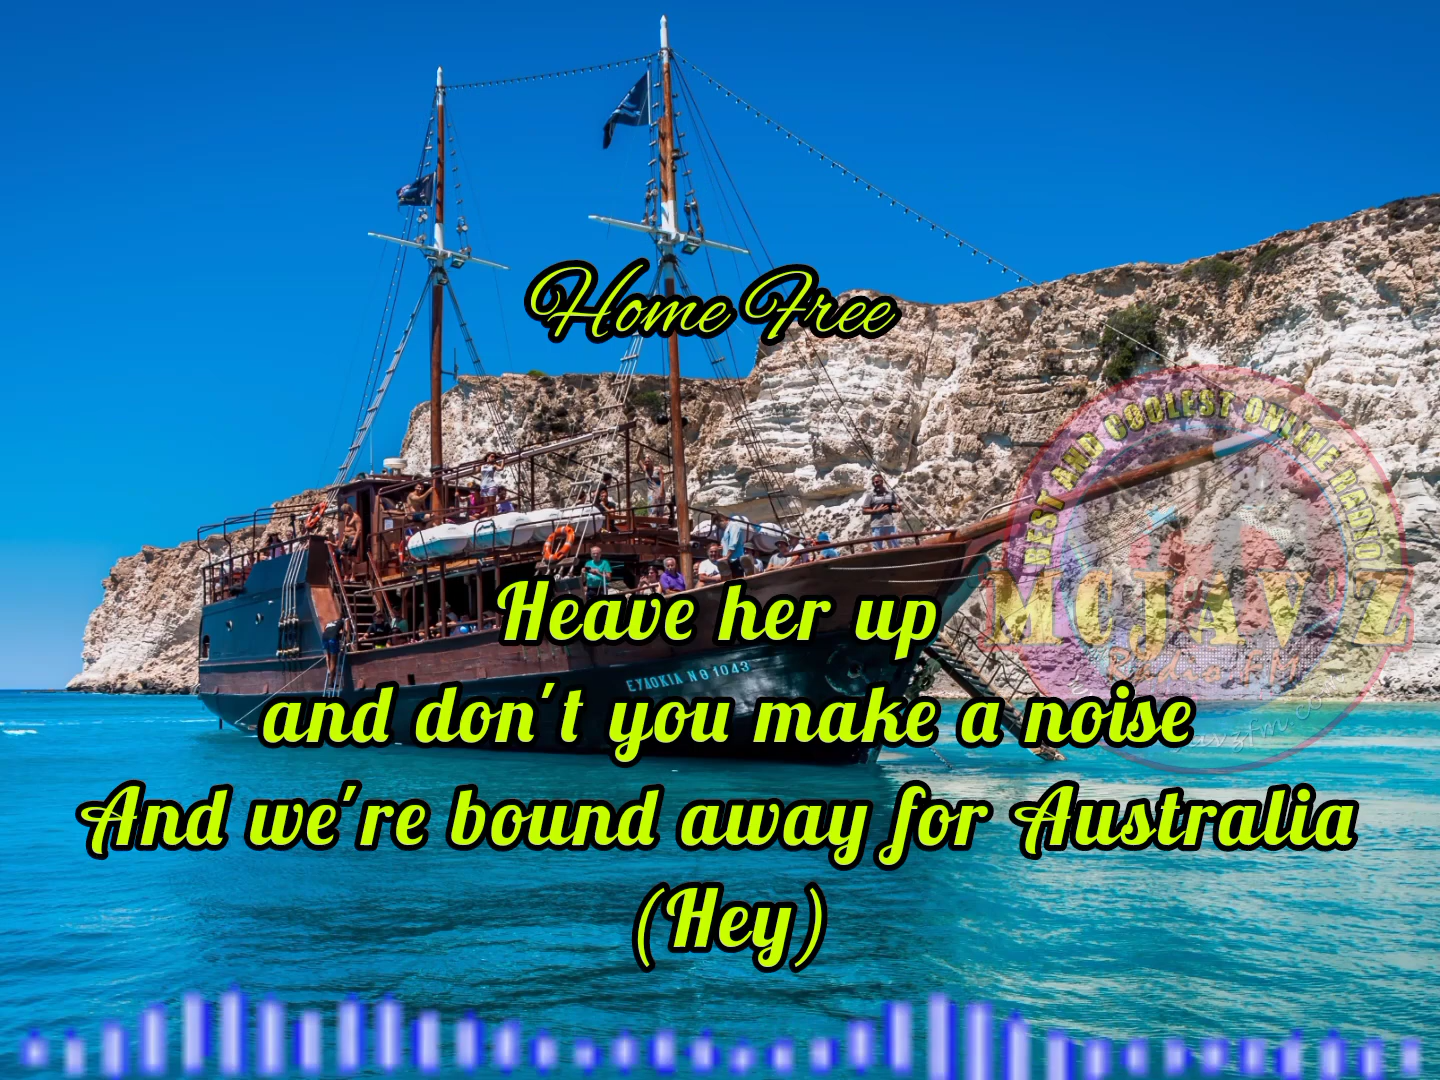 Home Free
BEST AND COOLEST ONLINE RADIO
MCJAV'Z
Radio FM
Heave her up
ΕΥΔΟΚΙΑ Ν Θ 1043
and don't you make a noise
And we're bound away for Australia
(Hey)